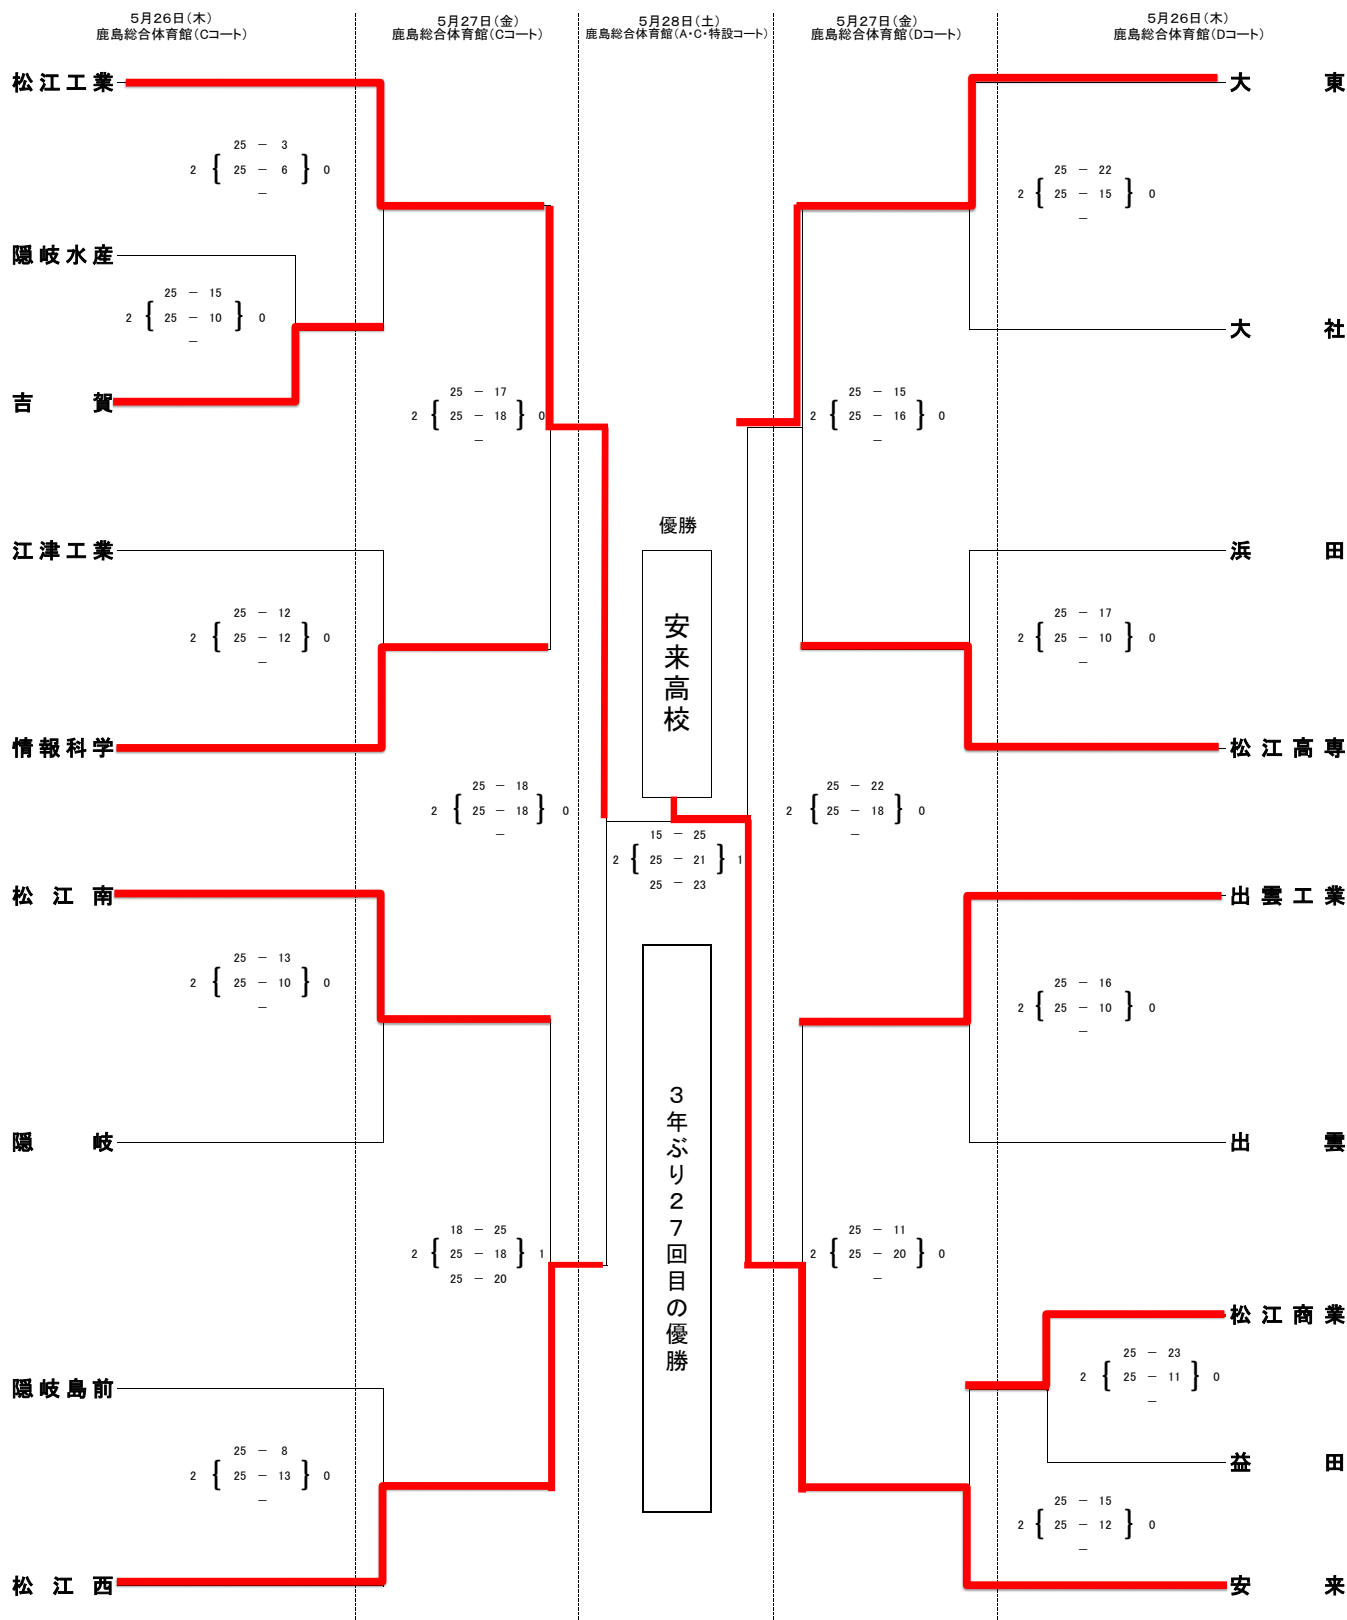 5月26日(木)
鹿島総合体育館(Cコート)
5月27日(金)
鹿島総合体育館(Cコート)
5月28日(土)
鹿島総合体育館(A・C・特設コート)
5月27日(金)
鹿島総合体育館(Dコート)
5月26日(木)
鹿島総合体育館(Dコート)
松江工業
25 － 3
2 { 25 － 6 } 0
－
隠岐水産
25 － 15
2 { 25 － 10 } 0
－
吉賀
江津工業
25 － 12
2 { 25 － 12 } 0
－
情報科学
松江南
25 － 13
2 { 25 － 10 } 0
－
隠岐
隠岐島前
25 － 8
2 { 25 － 13 } 0
－
松江西
25 － 17
2 { 25 － 18 } 0
－
25 － 18
2 { 25 － 18 } 0
－
18 － 25
2 { 25 － 18 } 1
25 － 20
優勝
安来高校
15 － 25
2 { 25 － 21 } 1
25 － 23
3年ぶり27回目の優勝
25 － 15
2 { 25 － 16 } 0
－
25 － 22
2 { 25 － 18 } 0
－
25 － 11
2 { 25 － 20 } 0
－
大東
25 － 22
2 { 25 － 15 } 0
－
大社
浜田
25 － 17
2 { 25 － 10 } 0
－
松江高専
出雲工業
25 － 16
2 { 25 － 10 } 0
－
出雲
松江商業
25 － 23
2 { 25 － 11 } 0
－
益田
25 － 15
2 { 25 － 12 } 0
－
安来